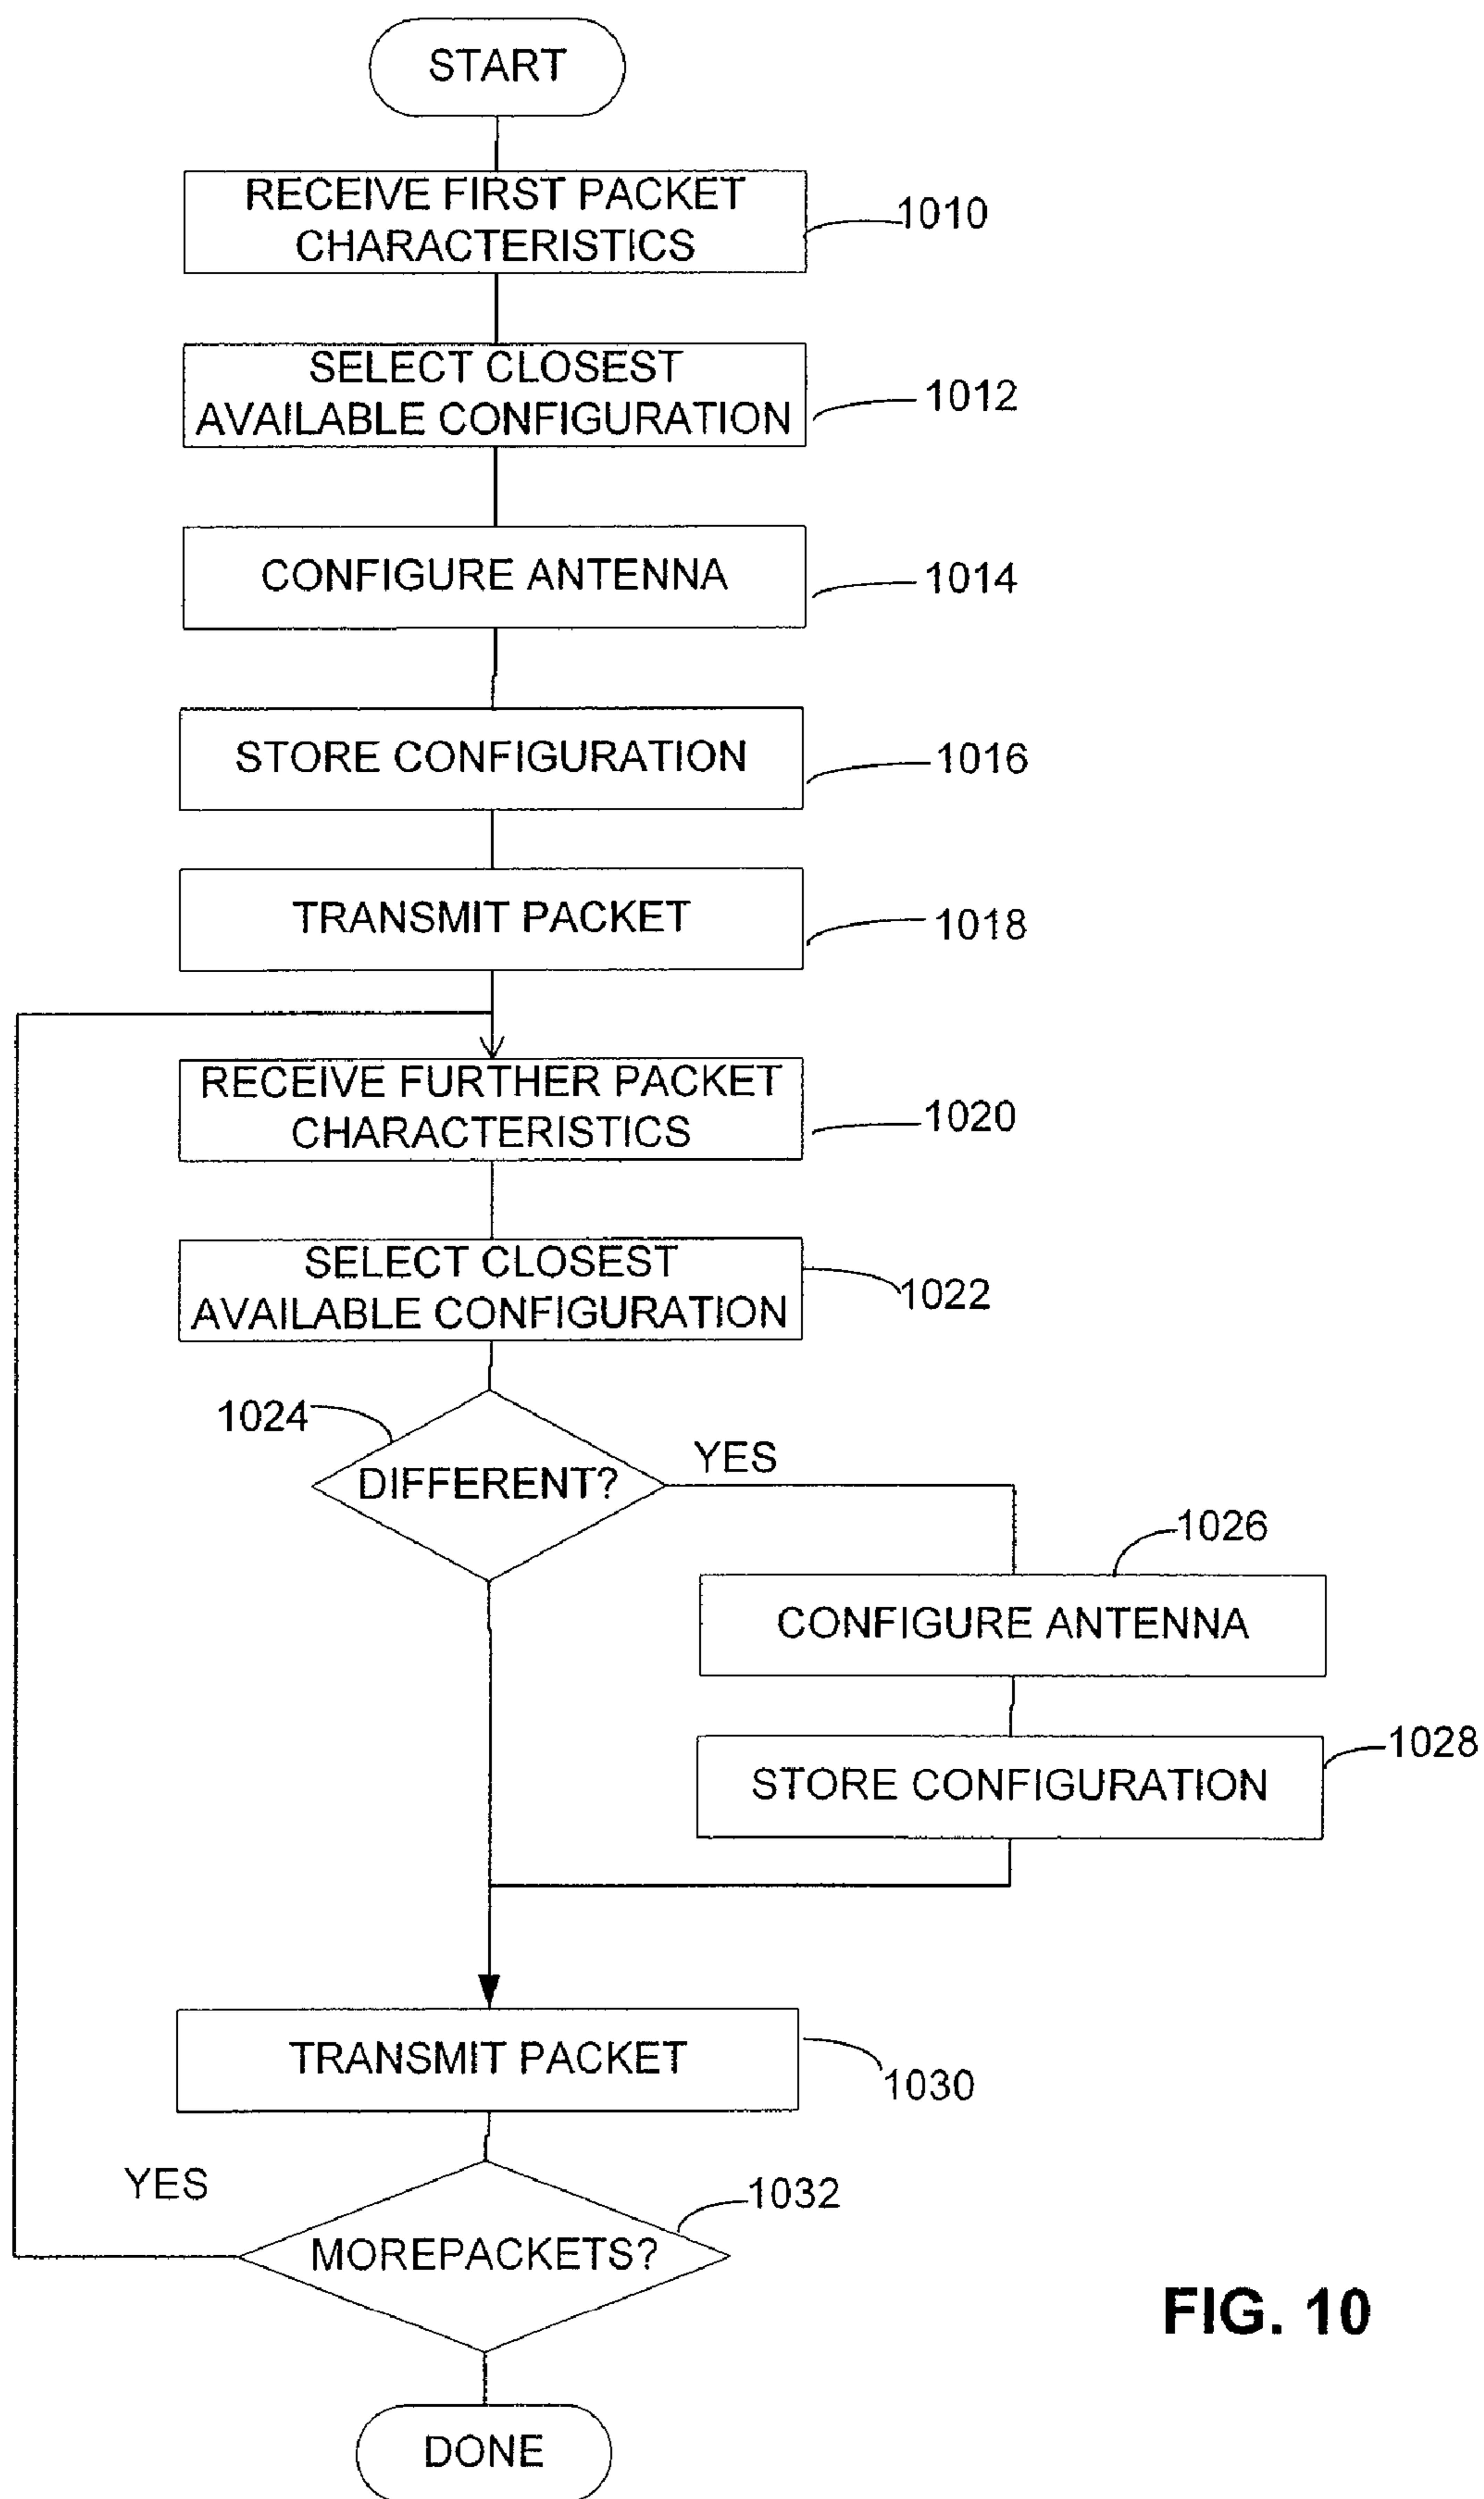 START
RECEIVE FIRST PACKET
CHARACTERISTICS
1010
SELECT CLOSEST
AVAILABLE CONFIGURATION
1012
CONFIGURE ANTENNA
1014
STORE CONFIGURATION
1016
TRANSMIT PACKET
1018
RECEIVE FURTHER PACKET
CHARACTERISTICS
1020
SELECT CLOSEST
AVAILABLE CONFIGURATION
1022
1024
DIFFERENT?
YES
1026
CONFIGURE ANTENNA
1028
STORE CONFIGURATION
TRANSMIT PACKET
1030
YES
1032
MOREPACKETS?
FIG. 10
DONE